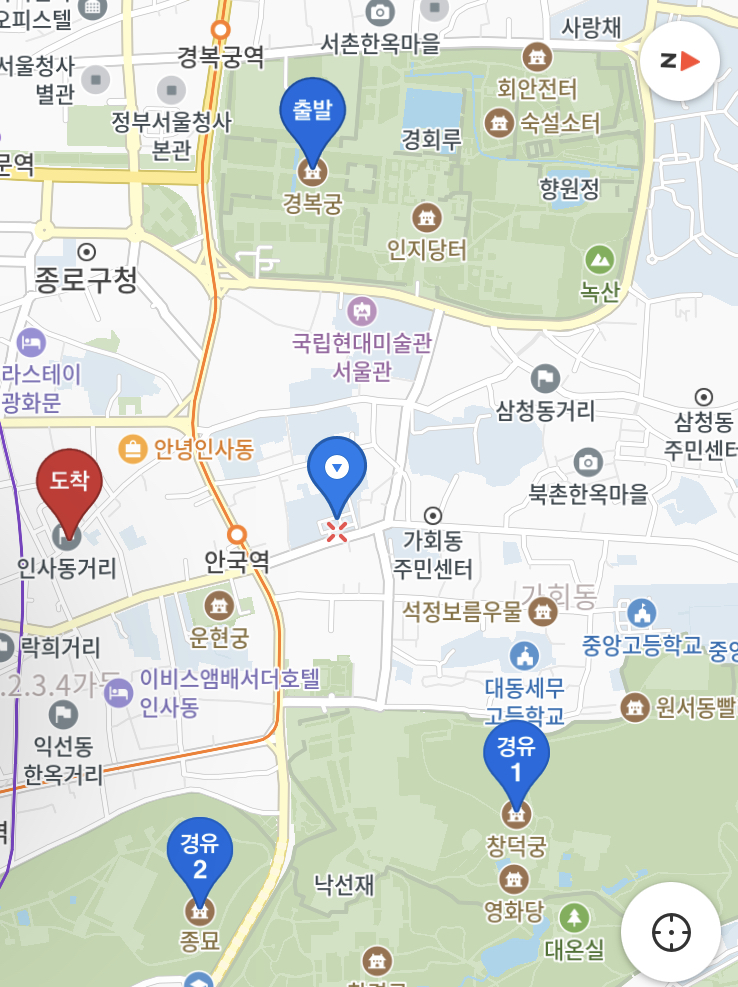 오피스텔
경복궁역
서촌한옥마을
사랑채
N
서울청사
별관
정부서울청사
본관
출발
경복궁
회안전터
숙설소터
경회루
향원정
인지당터
녹산
문역
종로구청
국립현대미술관
서울관
라스테이
광화문
삼청동거리
삼청동
주민센터
안녕인사동
북촌한옥마을
도착
인사동거리
안국역
가회동
주민센터
가회동
석정보름우물
운현궁
중앙고등학교
중앙
락희거리
.2.3.4가동
이비스앰배서더호텔
인사동
대동세무
고등학교
원서동빨
익선동
한옥거리
경유
1
창덕궁
경유
2
종묘
낙선재
영화당
대온실